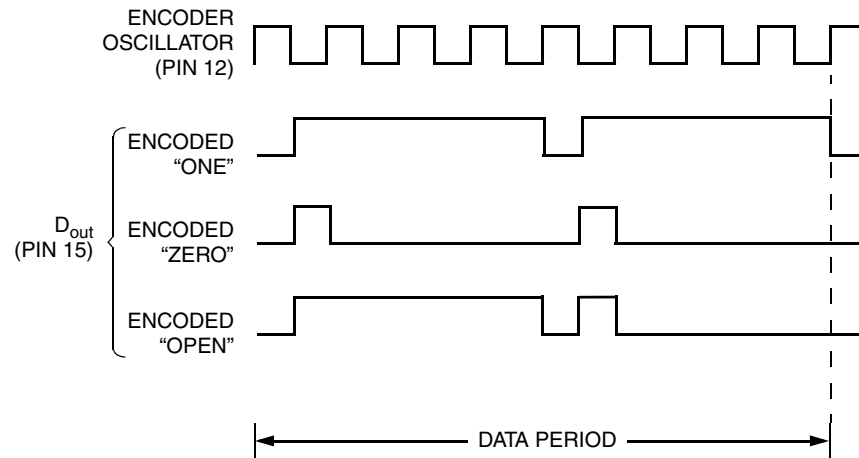 ENCODER
OSCILLATOR
(PIN 12)
ENCODED
“ONE”
Dout
(PIN 15)
ENCODED
“ZERO”
ENCODED
“OPEN”
DATA PERIOD